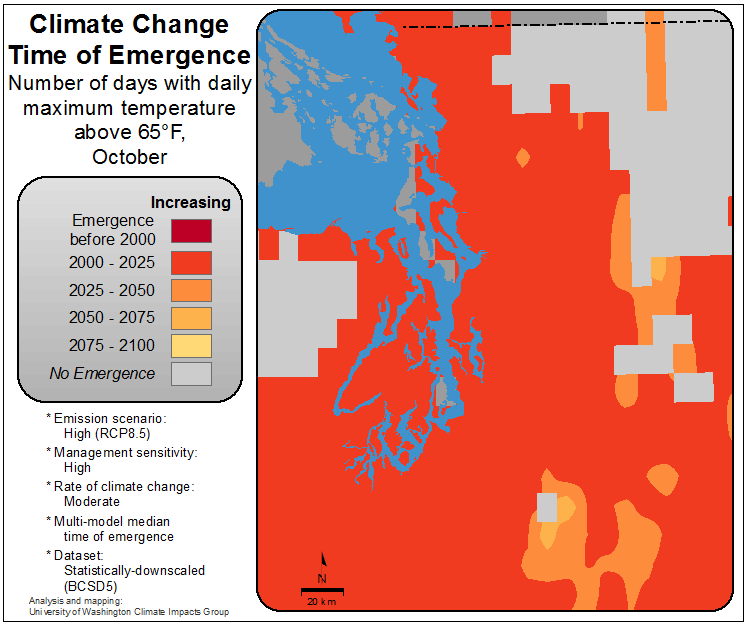 Climate Change
Time of Emergence
Number of days with daily
maximum temperature
above 65°F,
October
Increasing
Emergence
before 2000
2000 - 2025
2025 - 2050
2050 - 2075
2075 - 2100
No Emergence
* Emission scenario:
High (RCP8.5)
* Management sensitivity:
High
* Rate of climate change:
Moderate
* Multi-model median
time of emergence
* Dataset:
Statistically-downscaled
(BCSD5)
Analysis and mapping:
University of Washington Climate Impacts Group
N
20 km